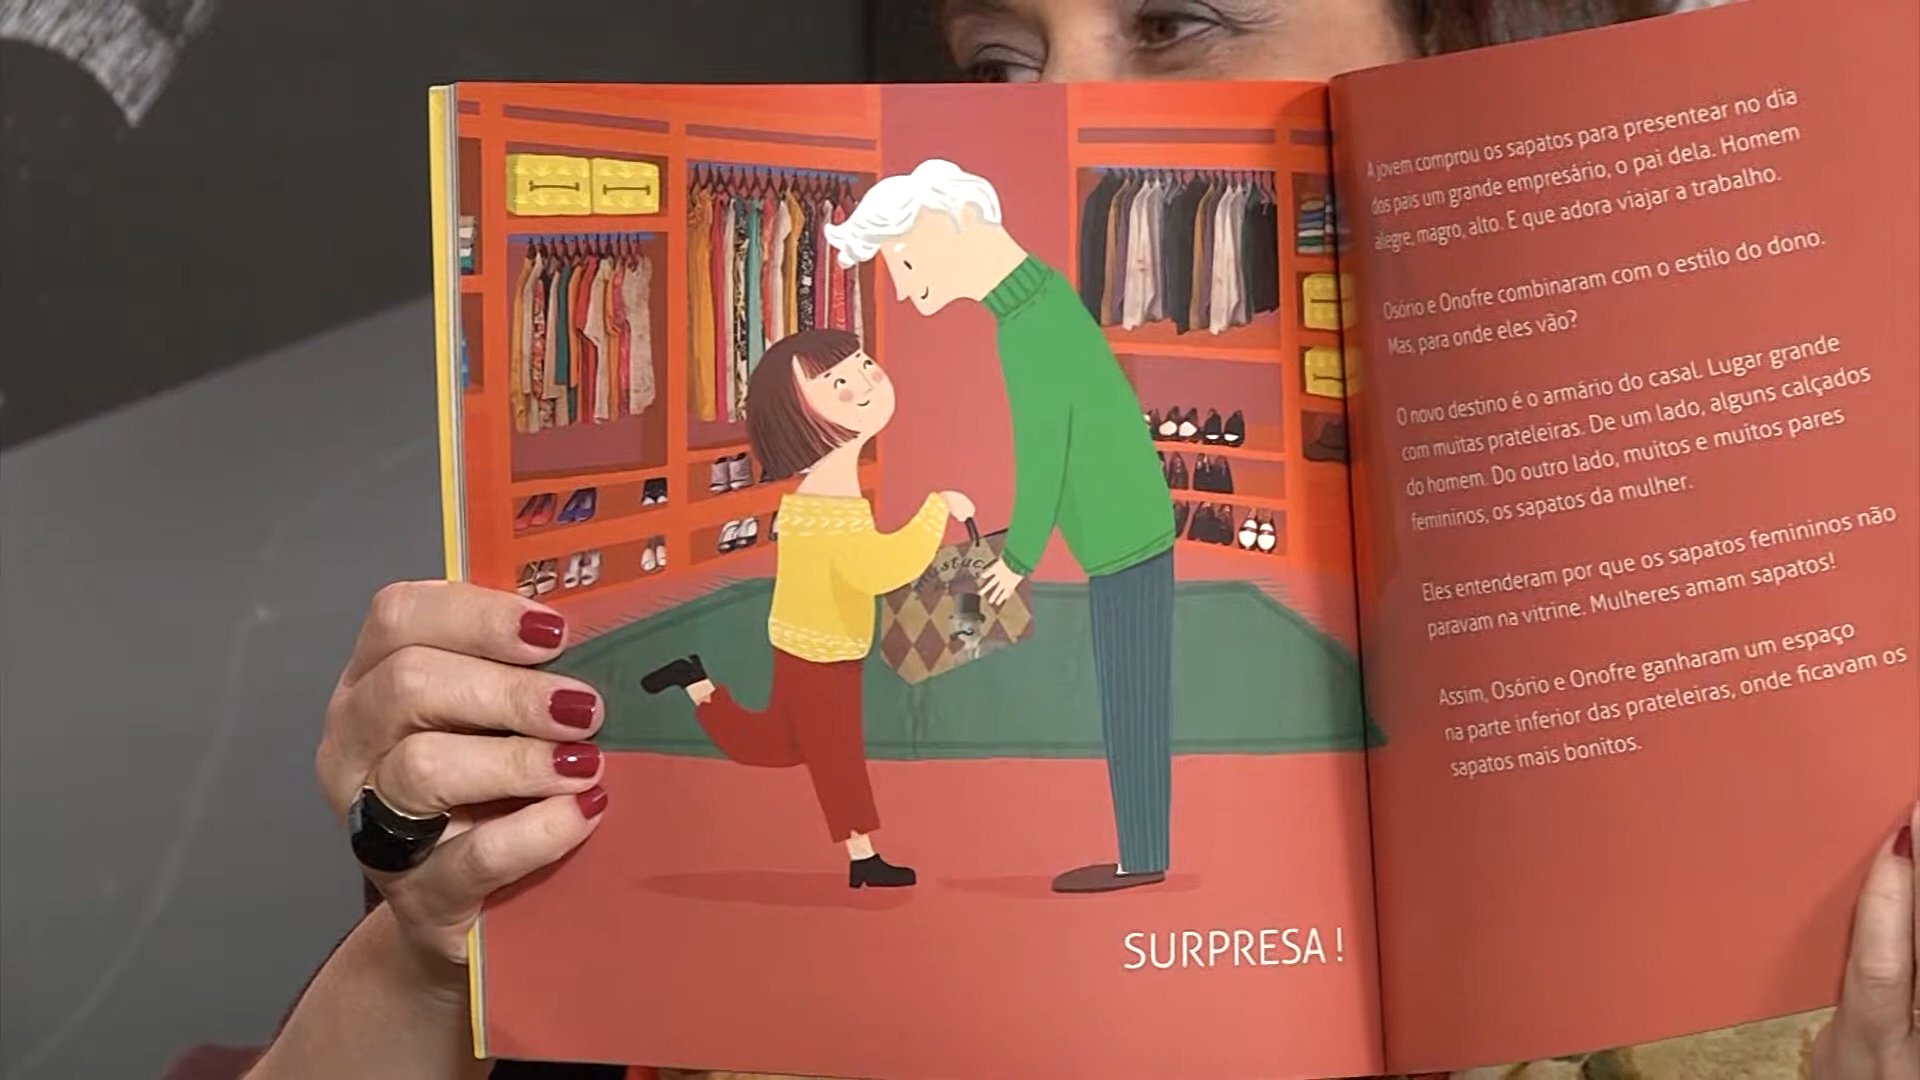 SURPRESA!
A jovem comprou os sapatos para presentear no dia
dos pais um grande empresário, o pai dela. Homem
alegre, magro, alto. E que adora viajar a trabalho.
Osório e Onofre combinaram com o estilo do dono.
Mas, para onde eles vão?
O novo destino é o armário do casal. Lugar grande
com muitas prateleiras. De um lado, alguns calçados
do homem. Do outro lado, muitos e muitos pares
femininos, os sapatos da mulher.
Eles entenderam por que os sapatos femininos não
paravam na vitrine. Mulheres amam sapatos!
Assim, Osório e Onofre ganharam um espaço
na parte inferior das prateleiras, onde ficavam os
sapatos mais bonitos.